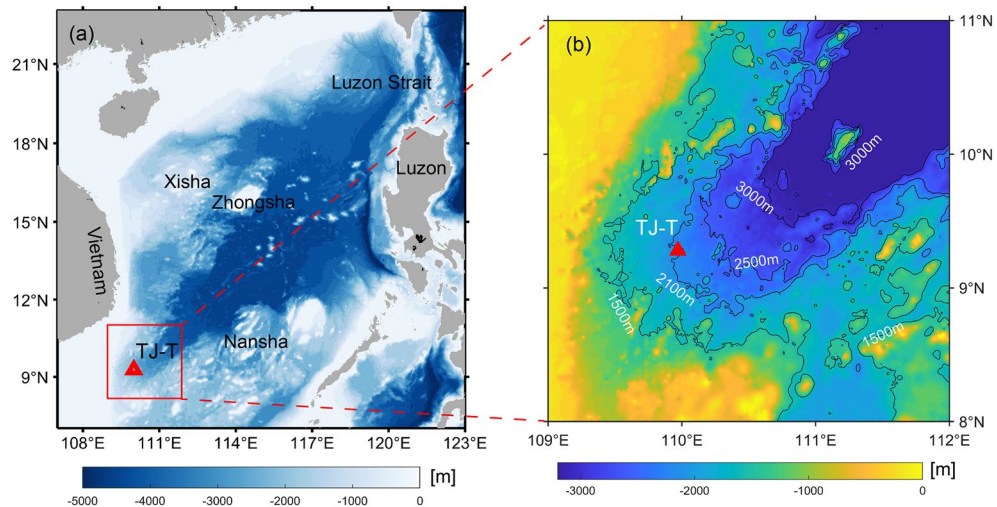 (a)
21°N
18°N
15°N
12°N
9°N
Luzon Strait
Luzon
Xisha
Zhongsha
Vietnam
Nansha
TJ-T
108°E
111°E
114°E
117°E
120°E
123°E
[m]
-5000
-4000
-3000
-2000
-1000
0
(b)
11°N
10°N
9°N
8°N
3000m
3000m
TJ-T
2500m
2100m
1500m
1500m
109°E
110°E
111°E
112°E
[m]
-3000
-2000
-1000
0